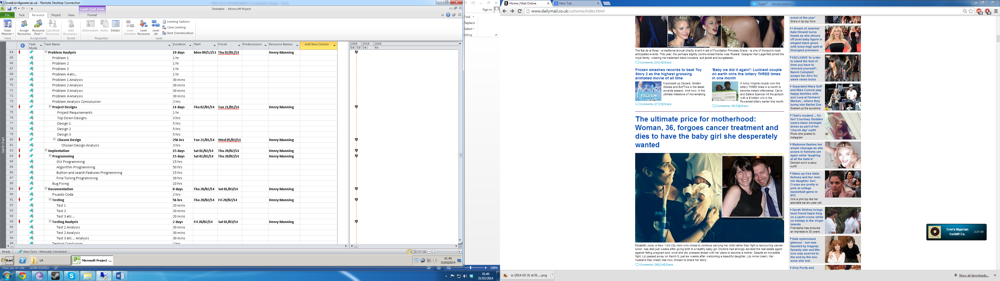 tsweb.bridgwater.ac.uk - Remote Desktop Connection
Gantt Chart Tools
Timetable - Microsoft Project
File Task Resource Project View Format
Team Planner
Assign Resources
Resource Pool
Substitute Resources
Add Resources
Information
Notes
Details
Level Selection
Level Resource
Level All
Leveling Options
Clear Leveling
Next Overallocation
View Assignments Insert Properties Level
Task Mode Task Name Duration Start Finish Predecessors Resource Names Add New Column
1984 2034 2049
'84 '09 '34 '49
64 Problem Analysis 19 days Mon 09/12/13 Thu 02/01/14 Henry Manning
65 Problem 1 1 hr
66 Problem 2 1 hr
67 Problem 3 1 hr
68 Problem 4 etc... 1 hr
69 Problem 1 Analysis 30 mins
70 Problem 2 Analysis 30 mins
71 Problem 3 Analysis 30 mins
72 Problem 4 Analysis 30 mins
73 Problem Analysis Conculusion 2 hrs
74 Project Designs 14 days Thu 02/01/14 Tue 21/01/14 Henry Manning
75 Project Requirements 1 hr
76 Top Down Designs 3 hrs
77 Design 1 5 hrs
78 Design 2 5 hrs
79 Design 3 5 hrs
80 Chosen Design 256 hrs Tue 21/01/14 Wed 05/03/14 Henry Manning
81 Chosen Design Analysis 3 hrs
82 Implentation 15 days Sat 01/02/14 Thu 20/02/14 Henry Manning
83 Programming 15 days Sat 01/02/14 Thu 20/02/14 Henry Manning
84 GUI Programming 15 hrs
85 Algorithm Programming 50 hrs
86 Button and search features Programming 15 hrs
87 Fine Tuning Programming 30 hrs
88 Bug Fixing 10 hrs
89 Documentation 8 days Thu 20/02/14 Sat 01/03/14 Henry Manning
90 Psuedo Code 2 hrs
91 Testing 56 hrs Thu 20/02/14 Fri 28/02/14 Henry Manning
92 Test 1 20 mins
93 Test 2 20 mins
94 Test 3 etc ... 20 mins
95 Testing Analysis 2 days Fri 28/02/14 Sat 01/03/14 Henry Manning
96 Test 1 Analysis 30 mins
97 Test 2 Analysis 30 mins
98 Test 3 etc ... Analysis 30 mins
99 Testing Conclusion 2 hrs
Gantt Chart
Ready New Tasks : Manually Scheduled
Start U4 Microsoft Project -...
01:40
31/03/2014
Sign in
Find
Replace
Select
100%
01:40
31/03/2014
Home | Mail Online New Tab
www.dailymail.co.uk/ushome/index.html
The Bal de la Rose - a traditional annual charity event in aid of Foundation Princess Grace - is one of Monaco's most
anticipated events. This year, the perhaps slightly controversial theme was 'Russia'. Designer Karl Lagerfeld joined the
royal family, wearing his trademark black trousers, suit jacket and sunglasses.
Comments (24) Share
Frozen smashes records to beat Toy
Story 3 as the highest grossing
animated movie of all time
FROZEN
It scooped up Oscars, Golden
Globes and BAFTAs in the latest
awards season. And now, in the
ultimate milestone of moviemaking.
Comments (27) Share
'Baby we did it again!': Luckiest couple
on earth wins the lottery THREE times
in one month
A lucky Virginia couple won the
lottery THREE times in a month to
become instant millionaires. Calvin
and Zatera Spencer hit the jackpot
with a $1million win in the
Powerball lottery earlier this month.
Comments (39) Share
The ultimate price for motherhood:
Woman, 36, forgoes cancer treatment and
dies to have the baby girl she desperately
wanted
Elizabeth Joice, a New York City mom who chose to continue carrying her child rather than fight a reoccurring cancer
tumor, has died just weeks after giving birth to a healthy baby girl. Doctors had strongly advised the real estate agent
against falling pregnant and, once she did, pressed ahead with her plans to become a mother. Despite an incredible
fight, Liz passed away on March 9, just six weeks after welcoming a beautiful daughter, Lily Anne (main). Her
husband Max (inset) has now chosen to share her story.
Comments (368) Share
event of the year'
She's in tip-top form
I dream of Jeanine!
Kate Winslet turns
heads as she shows
off post-baby figure in
elegant black gown
with knee-high split at
Divergent premiere
EXCLUSIVE 'In order
to stand the test of
time you have to
reinvent yourself':
Naomi Campbell
swaps her Afro for
sleek raven locks
Separated Hilary Duff
and Mike Comrie play
happy families with
son Luca at Farmers'
Market... where they
bump into Rachel Zoe
Soaked up the sunshine
That's modest ... for
her! Courtney Stodden
wears black skintight
dress as part of her
'church day' outfit
Photo she posted to
Instagram
Madonna flashes her
ample cleavage as she
poses in fishnets yet
again while 'laughing
at all the haters'
Decked out in a sexy
outfit
Make-up free Katie
Holmes and her mini-
me daughter Suri
Cruise are pretty in
pink at college
basketball game in
NYC
Wre a pink top like her
adorable seven-year-old
Oprah Winfrey brings
best friend Gayle King
on a yacht cruise while
on holiday in the Virgin
Islands
Friendship has endured
an impressive 38 years
Kate epitomised
glamour - but was
haunted by tragedy:
Dynasty star and 80s
icon was scarred to
the end by the two
sons she lost
Amy Purdy and
Trev's Nigerian
Forklift Co.
2:21:33
ss (2014-03-31 at 01.....png
Show all downloads...